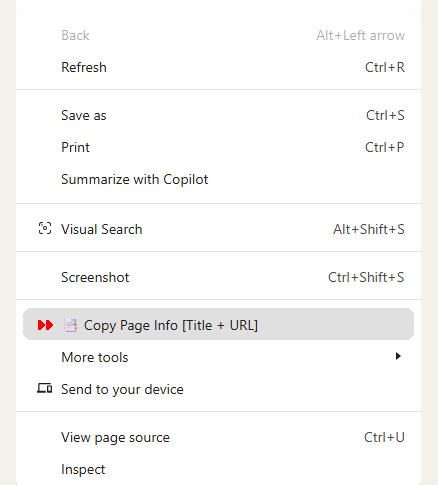 Back Alt+Left arrow
Refresh Ctrl+R
Save as Ctrl+S
Print Ctrl+P
Summarize with Copilot
Visual Search Alt+Shift+S
Screenshot Ctrl+Shift+S
Copy Page Info [Title + URL]
More tools
Send to your device
View page source Ctrl+U
Inspect